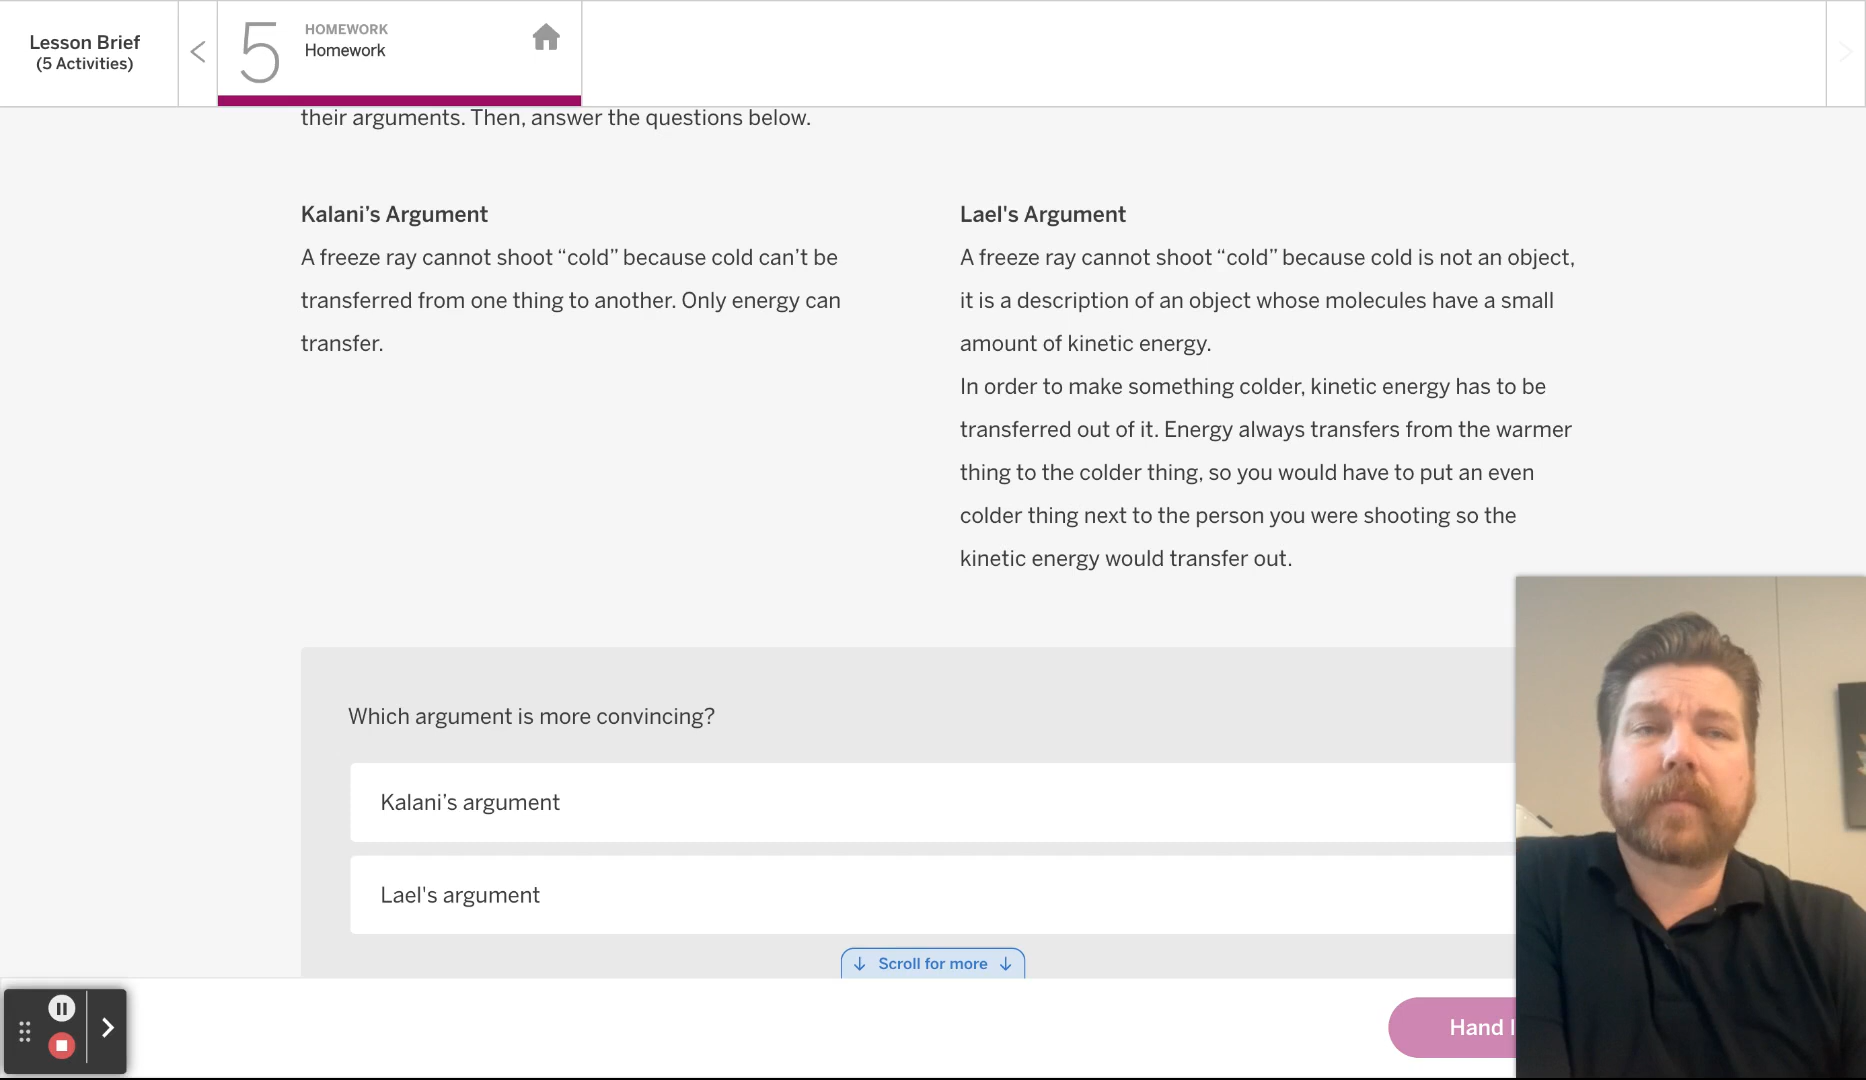 Lesson Brief
(5 Activities)
5
HOMEWORK
Homework
their arguments. Then, answer the questions below.
Kalani’s Argument
A freeze ray cannot shoot “cold” because cold can’t be
transferred from one thing to another. Only energy can
transfer.
Lael's Argument
A freeze ray cannot shoot “cold” because cold is not an object,
it is a description of an object whose molecules have a small
amount of kinetic energy.
In order to make something colder, kinetic energy has to be
transferred out of it. Energy always transfers from the warmer
thing to the colder thing, so you would have to put an even
colder thing next to the person you were shooting so the
kinetic energy would transfer out.
Which argument is more convincing?
Kalani’s argument
Lael's argument
Scroll for more
Hand